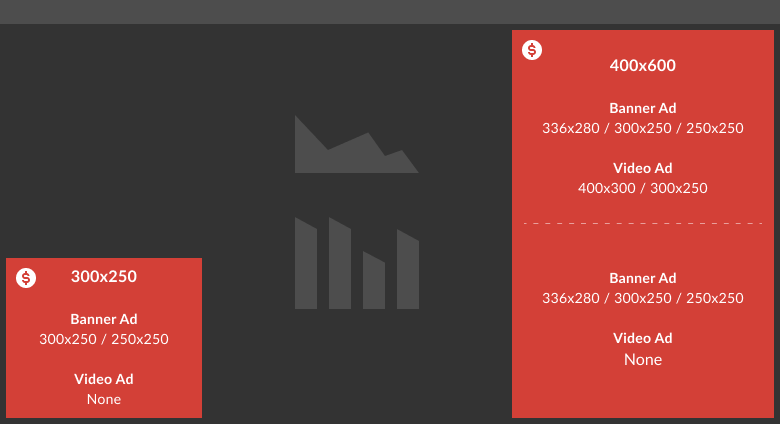 $
400x600
Banner Ad
336x280 / 300x250 / 250x250
Video Ad
400x300 / 300x250
Banner Ad
336x280 / 300x250 / 250x250
Video Ad
None
$
300x250
Banner Ad
300x250 / 250x250
Video Ad
None